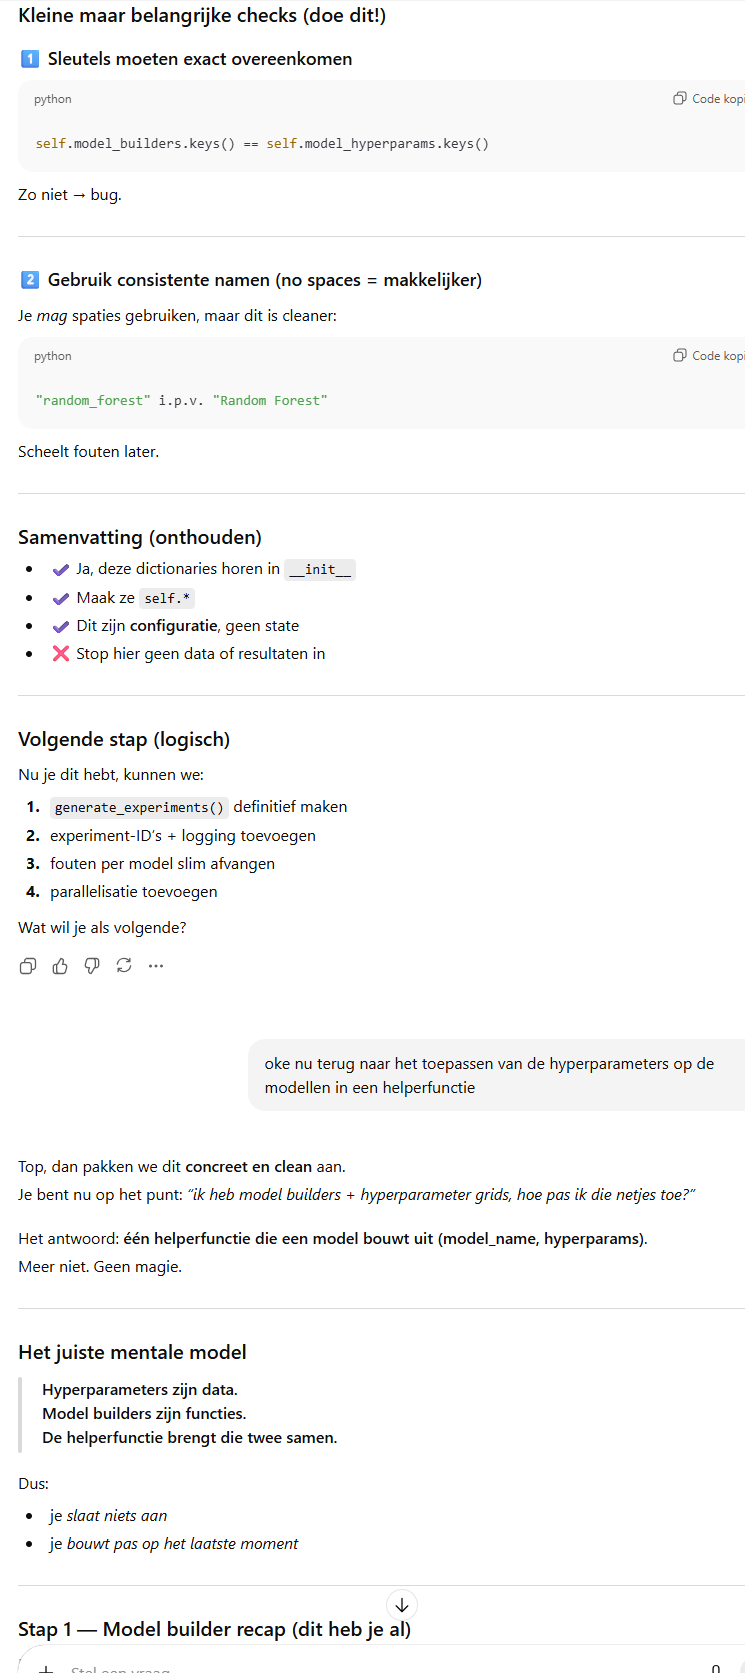 Kleine maar belangrijke checks (doe dit!)
1 Sleutels moeten exact overeenkomen
python
Code kopi
self.model_builders.keys() == self.model_hyperparams.keys()
Zo niet → bug.
2 Gebruik consistente namen (no spaces = makkelijker)
Je mag spaties gebruiken, maar dit is cleaner:
python
Code kopi
"random_forest" i.p.v. "Random Forest"
Scheelt fouten later.
Samenvatting (onthouden)
• ✔ Ja, deze dictionaries horen in __init__
• ✔ Maak ze self.*
• ✔ Dit zijn configuratie, geen state
• ❌ Stop hier geen data of resultaten in
Volgende stap (logisch)
Nu je dit hebt, kunnen we:
1. generate_experiments() definitief maken
2. experiment-ID's + logging toevoegen
3. fouten per model slim afvangen
4. parallelisatie toevoegen
Wat wil je als volgende?
oke nu terug naar het toepassen van de hyperparameters op de
modellen in een helperfunctie
Top, dan pakken we dit concreet en clean aan.
Je bent nu op het punt: "ik heb model builders + hyperparameter grids, hoe pas ik die netjes toe?"
Het antwoord: één helperfunctie die een model bouwt uit (model_name, hyperparams).
Meer niet. Geen magie.
Het juiste mentale model
Hyperparameters zijn data.
Model builders zijn functies.
De helperfunctie brengt die twee samen.
Dus:
• je slaat niets aan
• je bouwt pas op het laatste moment
Stap 1 — Model builder recap (dit heb je al)
Stel een vraag